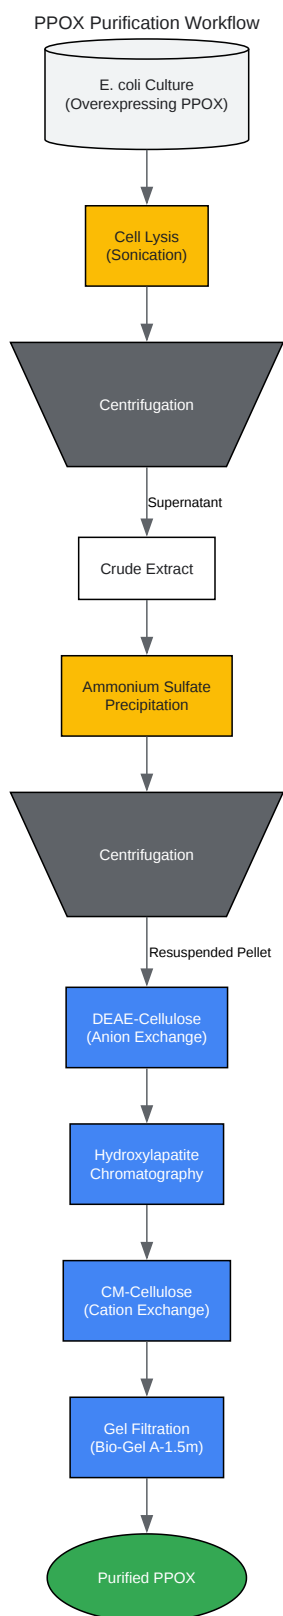 PPOX Purification Workflow
E. coli Culture
(Overexpressing PPOX)
Cell Lysis
(Sonication)
Centrifugation
Supernatant
Crude Extract
Ammonium Sulfate
Precipitation
Centrifugation
Resuspended Pellet
DEAE-Cellulose
(Anion Exchange)
Hydroxylapatite
Chromatography
CM-Cellulose
(Cation Exchange)
Gel Filtration
(Bio-Gel A-1.5m)
Purified PPOX